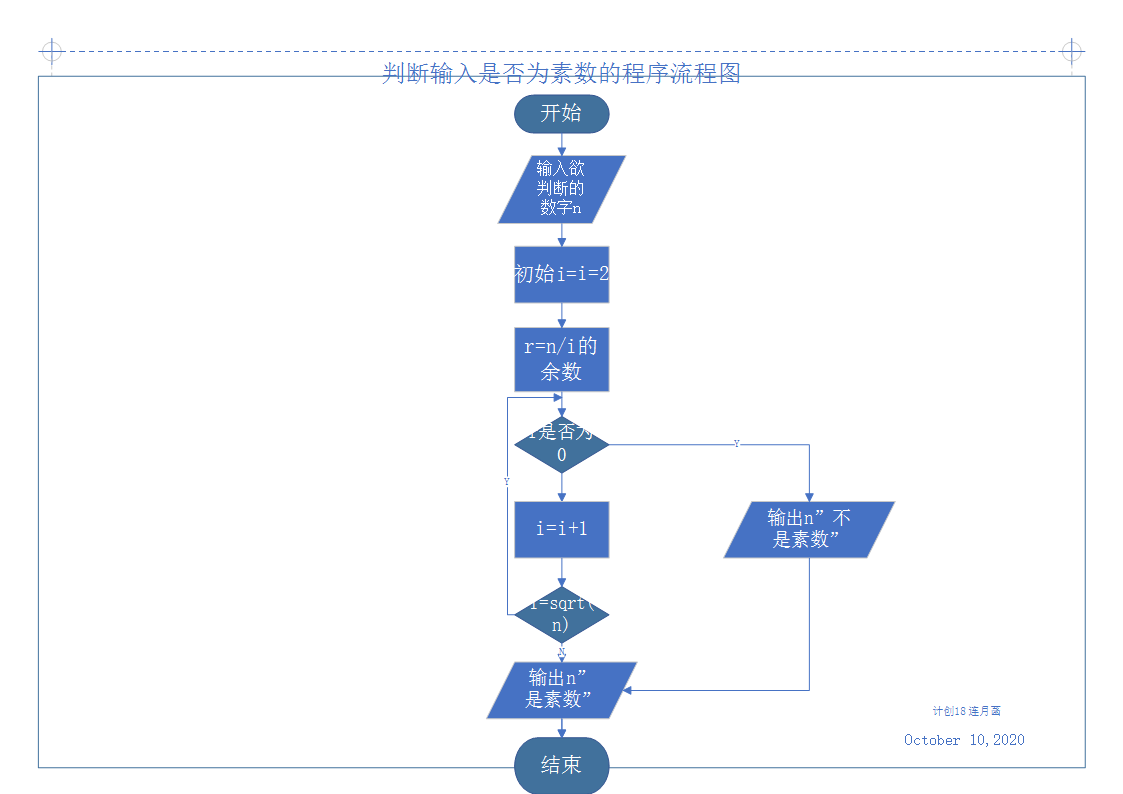 判断输入是否为素数的程序流程图
开始
输入欲
判断的
数字n
初始i=i=2
r=n/i的
余数
是否为
0
Y
Y
i=i+1
输出n”不
是素数”
=sqrt(
n)
N
输出n”
是素数”
计创18 连月菡
October 10,2020
结束